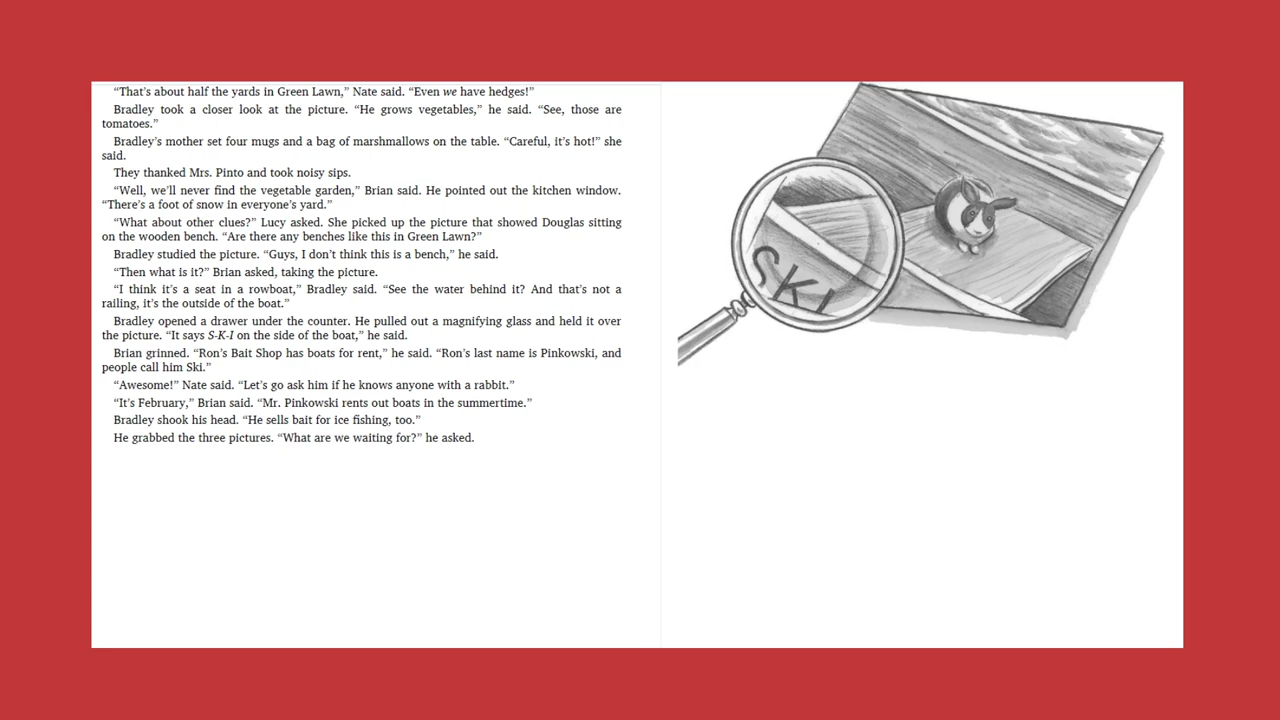 “That’s about half the yards in Green Lawn,” Nate said. “Even we have hedges!”
Bradley took a closer look at the picture. “He grows vegetables,” he said. “See, those are
tomatoes.”
Bradley’s mother set four mugs and a bag of marshmallows on the table. “Careful, it’s hot!” she
said.
They thanked Mrs. Pinto and took noisy sips.
“Well, we’ll never find the vegetable garden,” Brian said. He pointed out the kitchen window.
“There’s a foot of snow in everyone’s yard.”
“What about other clues?” Lucy asked. She picked up the picture that showed Douglas sitting
on the wooden bench. “Are there any benches like this in Green Lawn?”
Bradley studied the picture. “Guys, I don’t think this is a bench,” he said.
“Then what is it?” Brian asked, taking the picture.
“I think it’s a seat in a rowboat,” Bradley said. “See the water behind it? And that’s not a
railing, it’s the outside of the boat.”
Bradley opened a drawer under the counter. He pulled out a magnifying glass and held it over
the picture. “It says S-K-I on the side of the boat,” he said.
Brian grinned. “Ron’s Bait Shop has boats for rent,” he said. “Ron’s last name is Pinkowski, and
people call him Ski.”
“Awesome!” Nate said. “Let’s go ask him if he knows anyone with a rabbit.”
“It’s February,” Brian said. “Mr. Pinkowski rents out boats in the summertime.”
Bradley shook his head. “He sells bait for ice fishing, too.”
He grabbed the three pictures. “What are we waiting for?” he asked.
SKI